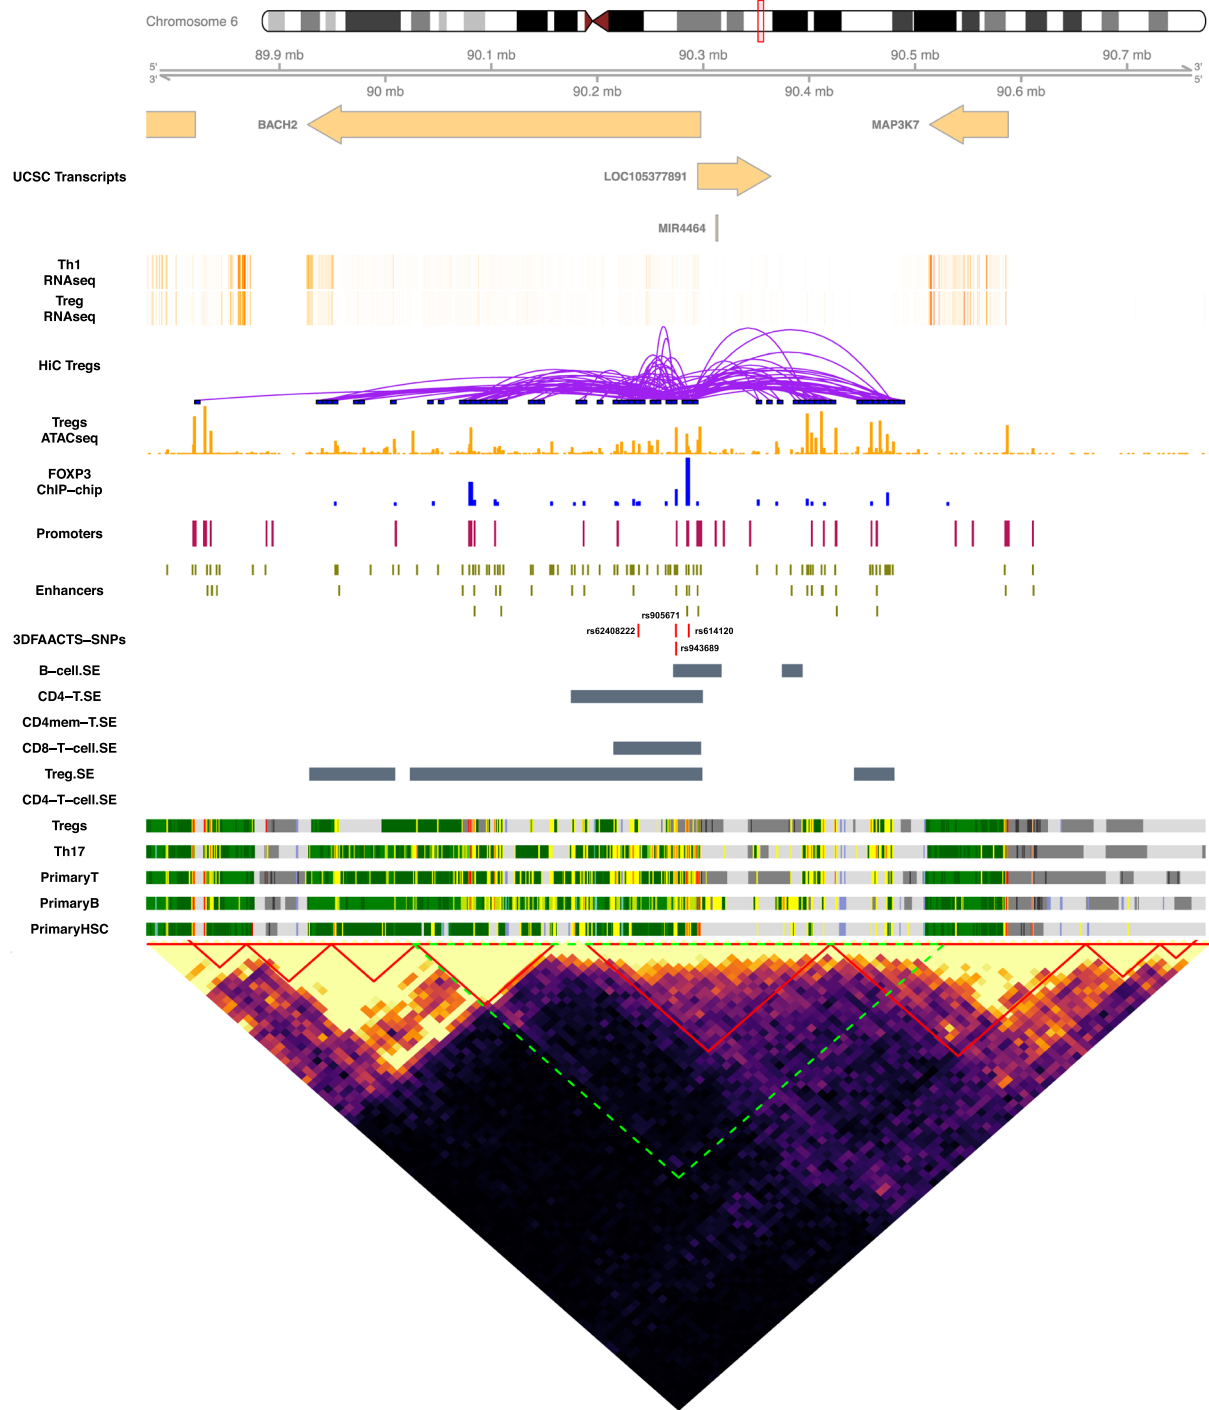 Chromosome 6
89.9 mb 90.1 mb 90.3 mb 90.5 mb 90.7 mb
5' 3'
3' 5'
90 mb 90.2 mb 90.4 mb 90.6 mb
BACH2 MAP3K7
UCSC Transcripts LOC105377891
MIR4464
Th1
RNAseq
Treg
RNAseq
HiC Tregs
Tregs
ATACseq
FOXP3
ChIP–chip
Promoters
Enhancers
rs905671
rs62408222 rs614120
3DFAACTS–SNPs
rs943689
B–cell.SE
CD4–T.SE
CD4mem–T.SE
CD8–T–cell.SE
Treg.SE
CD4–T–cell.SE
Tregs
Th17
PrimaryT
PrimaryB
PrimaryHSC